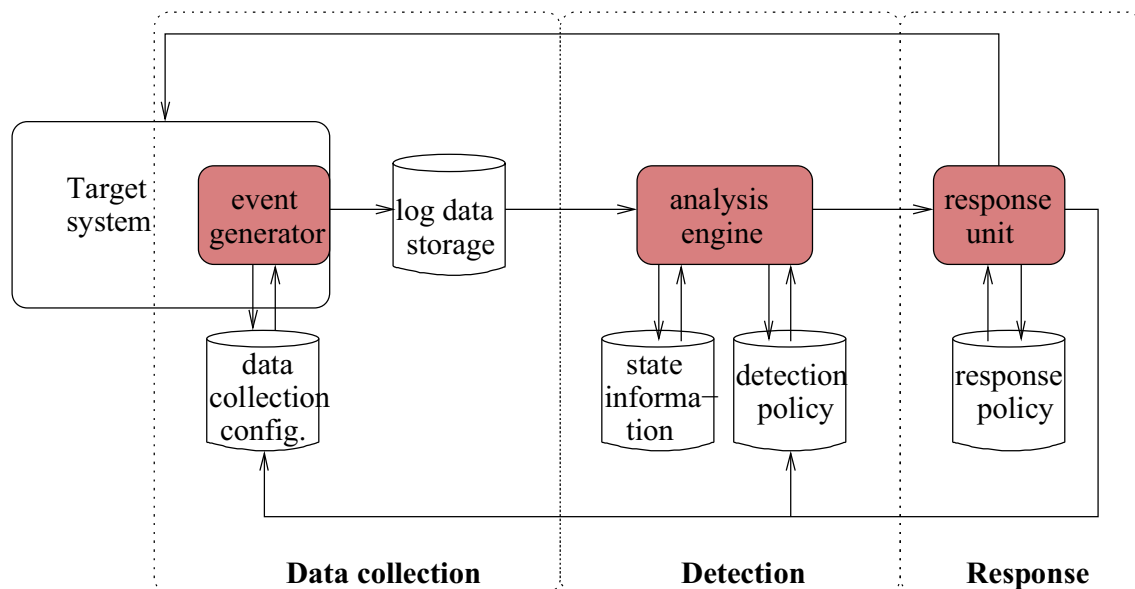 Target
system
event
generator
log data
storage
analysis
engine
response
unit
data
collection
config.
state
informa-
tion
detection
policy
response
policy
Data collection
Detection
Response